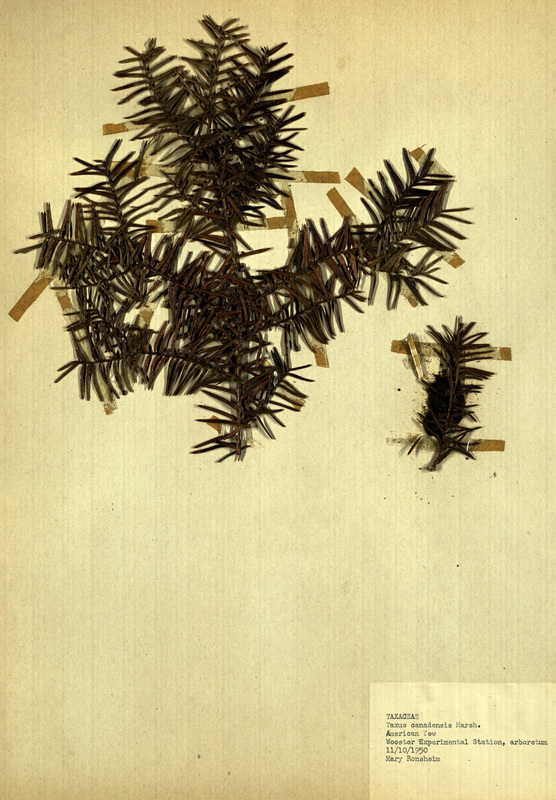 TAXACEAE
Taxus canadensis Marsh.
American Yew
Wooster Experimental Station, arboretum
11/10/1950
Mary Ronsheim